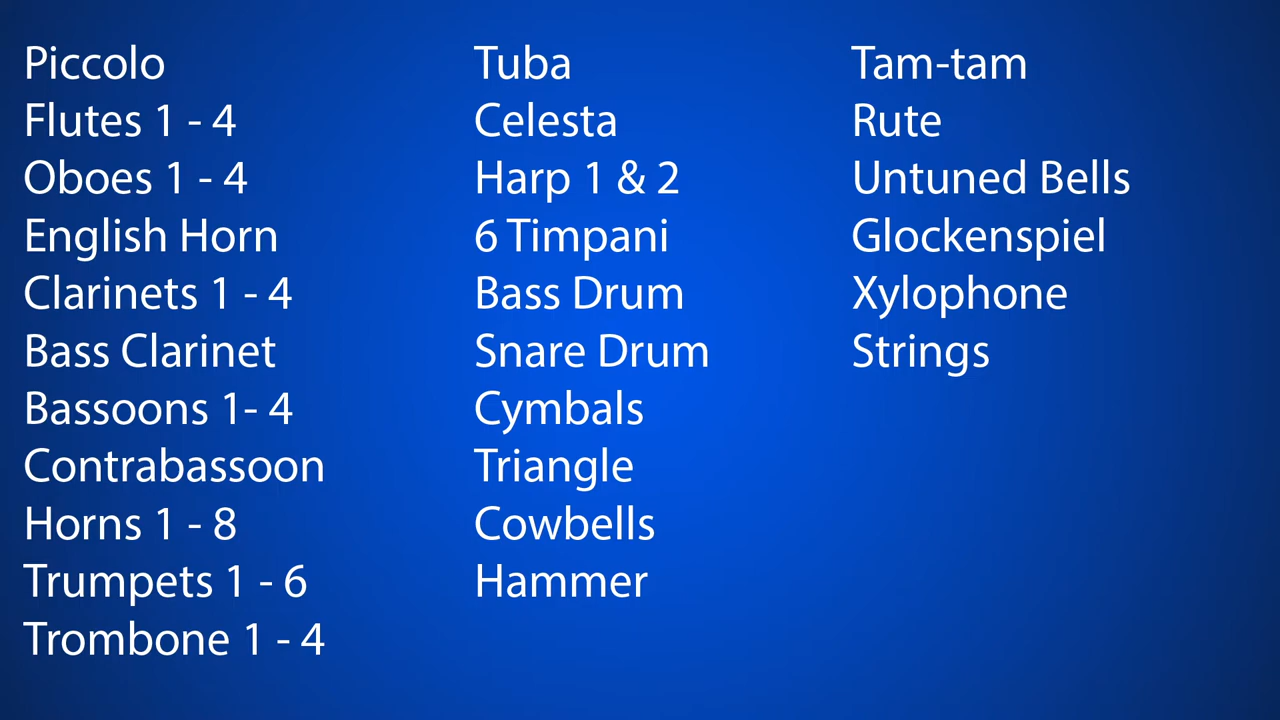 Piccolo
Flutes 1 - 4
Oboes 1 - 4
English Horn
Clarinets 1 - 4
Bass Clarinet
Bassoons 1- 4
Contrabassoon
Horns 1 - 8
Trumpets 1 - 6
Trombone 1 - 4
Tuba
Celesta
Harp 1 & 2
6 Timpani
Bass Drum
Snare Drum
Cymbals
Triangle
Cowbells
Hammer
Tam-tam
Rute
Untuned Bells
Glockenspiel
Xylophone
Strings